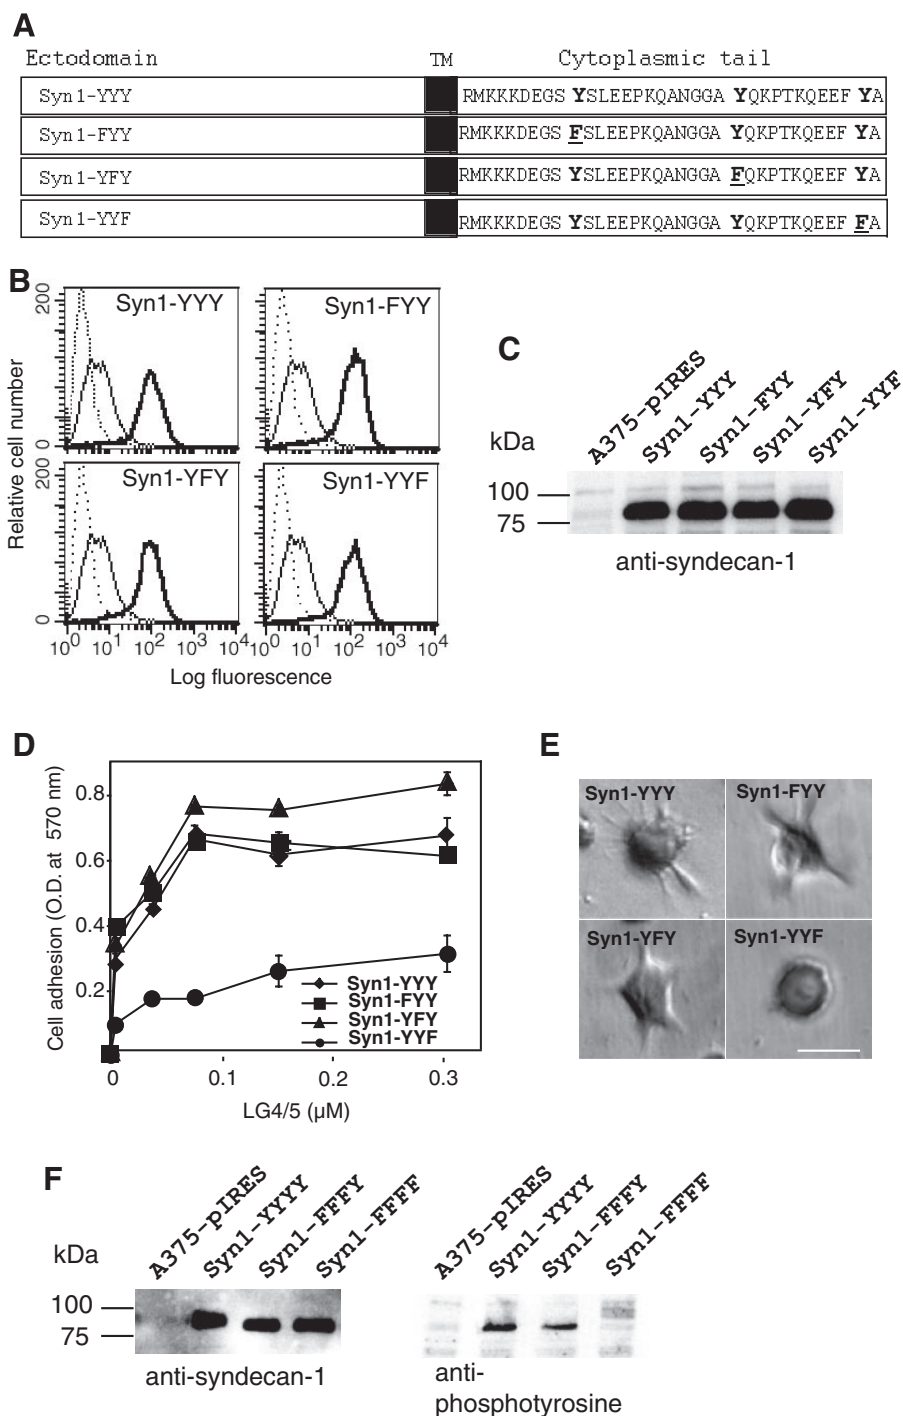 A
Ectodomain TM Cytoplasmic tail
Syn1-YYY RMKKKDEGS YSLEEPKQANGGA YQKPTKQEEF YA
Syn1-FYY RMKKKDEGS FSLEEPKQANGGA YQKPTKQEEF YA
Syn1-YFY RMKKKDEGS YSLEEPKQANGGA FQKPTKQEEF YA
Syn1-YYF RMKKKDEGS YSLEEPKQANGGA YQKPTKQEEF FA
B
Relative cell number
200
0
200
0
Syn1-YYY
Syn1-FYY
Syn1-YFY
Syn1-YYF
10^0 10^1 10^2 10^3 10^4 10^0 10^1 10^2 10^3 10^4
Log fluorescence
C
kDa
A375-pIRES
Syn1-YYY
Syn1-FYY
Syn1-YFY
Syn1-YYF
100
75
anti-syndecan-1
D
Cell adhesion (O.D. at 570 nm)
0.8
0.6
0.4
0.2
Syn1-YYY
Syn1-FYY
Syn1-YFY
Syn1-YYF
0 0.1 0.2 0.3
LG4/5 (µM)
E
Syn1-YYY
Syn1-FYY
Syn1-YFY
Syn1-YYF
F
kDa
A375-pIRES
Syn1-YYYY
Syn1-FFFY
Syn1-FFFF
100
75
anti-syndecan-1
A375-pIRES
Syn1-YYYY
Syn1-FFFY
Syn1-FFFF
anti-
phosphotyrosine